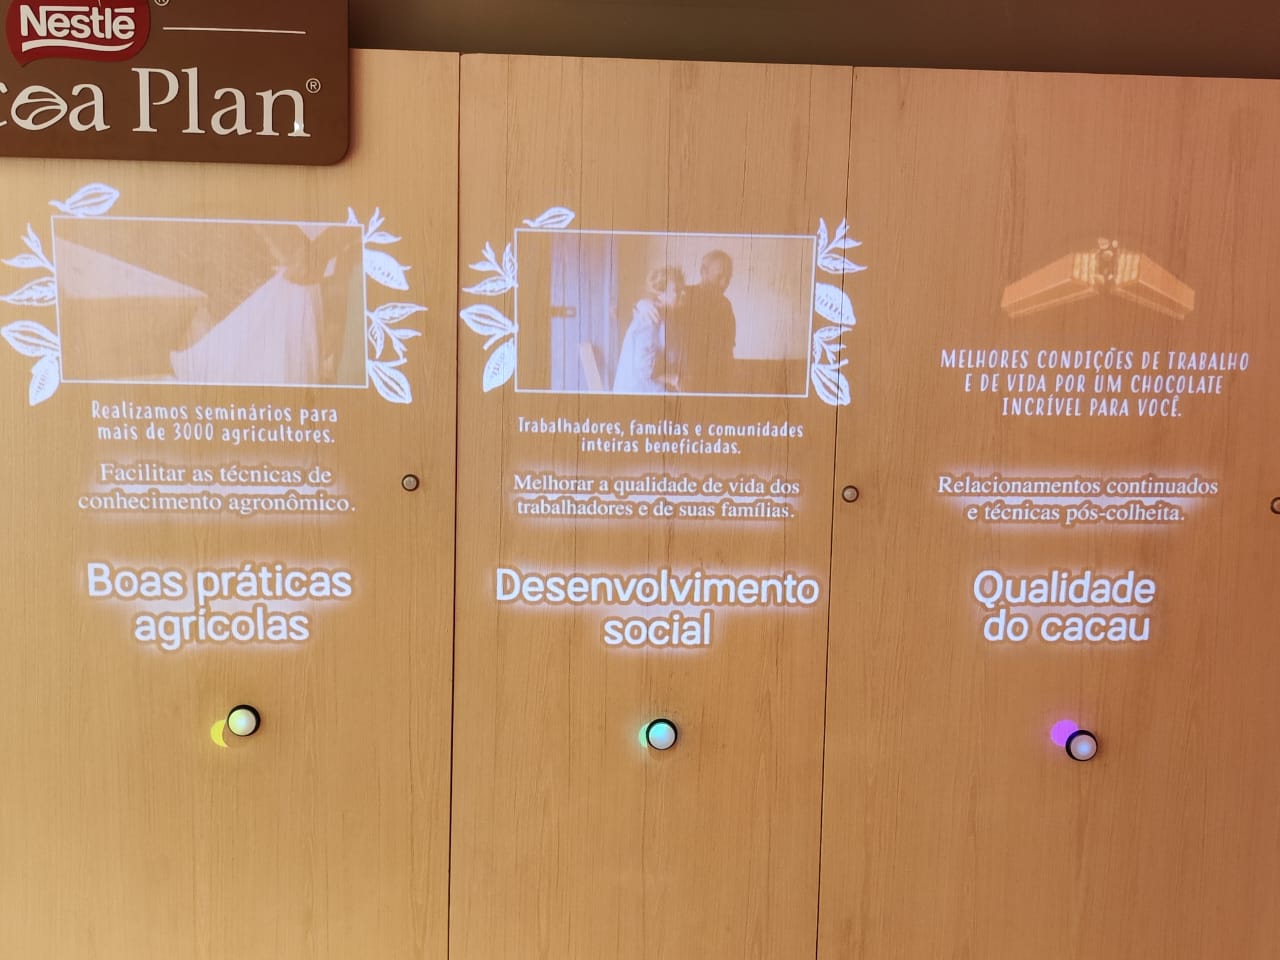 Nestlé®
coa Plan®
Realizamos seminários para
mais de 3000 agricultores.
Facilitar as técnicas de
conhecimento agronômico.
Boas práticas
agrícolas
Trabalhadores, famílias e comunidades
inteiras beneficiadas.
Melhorar a qualidade de vida dos
trabalhadores e de suas famílias.
Desenvolvimento
social
MELHORES CONDIÇÕES DE TRABALHO
E DE VIDA POR UM CHOCOLATE
INCRÍVEL PARA VOCÊ.
Relacionamentos continuados
e técnicas pós-colheita.
Qualidade
do cacau